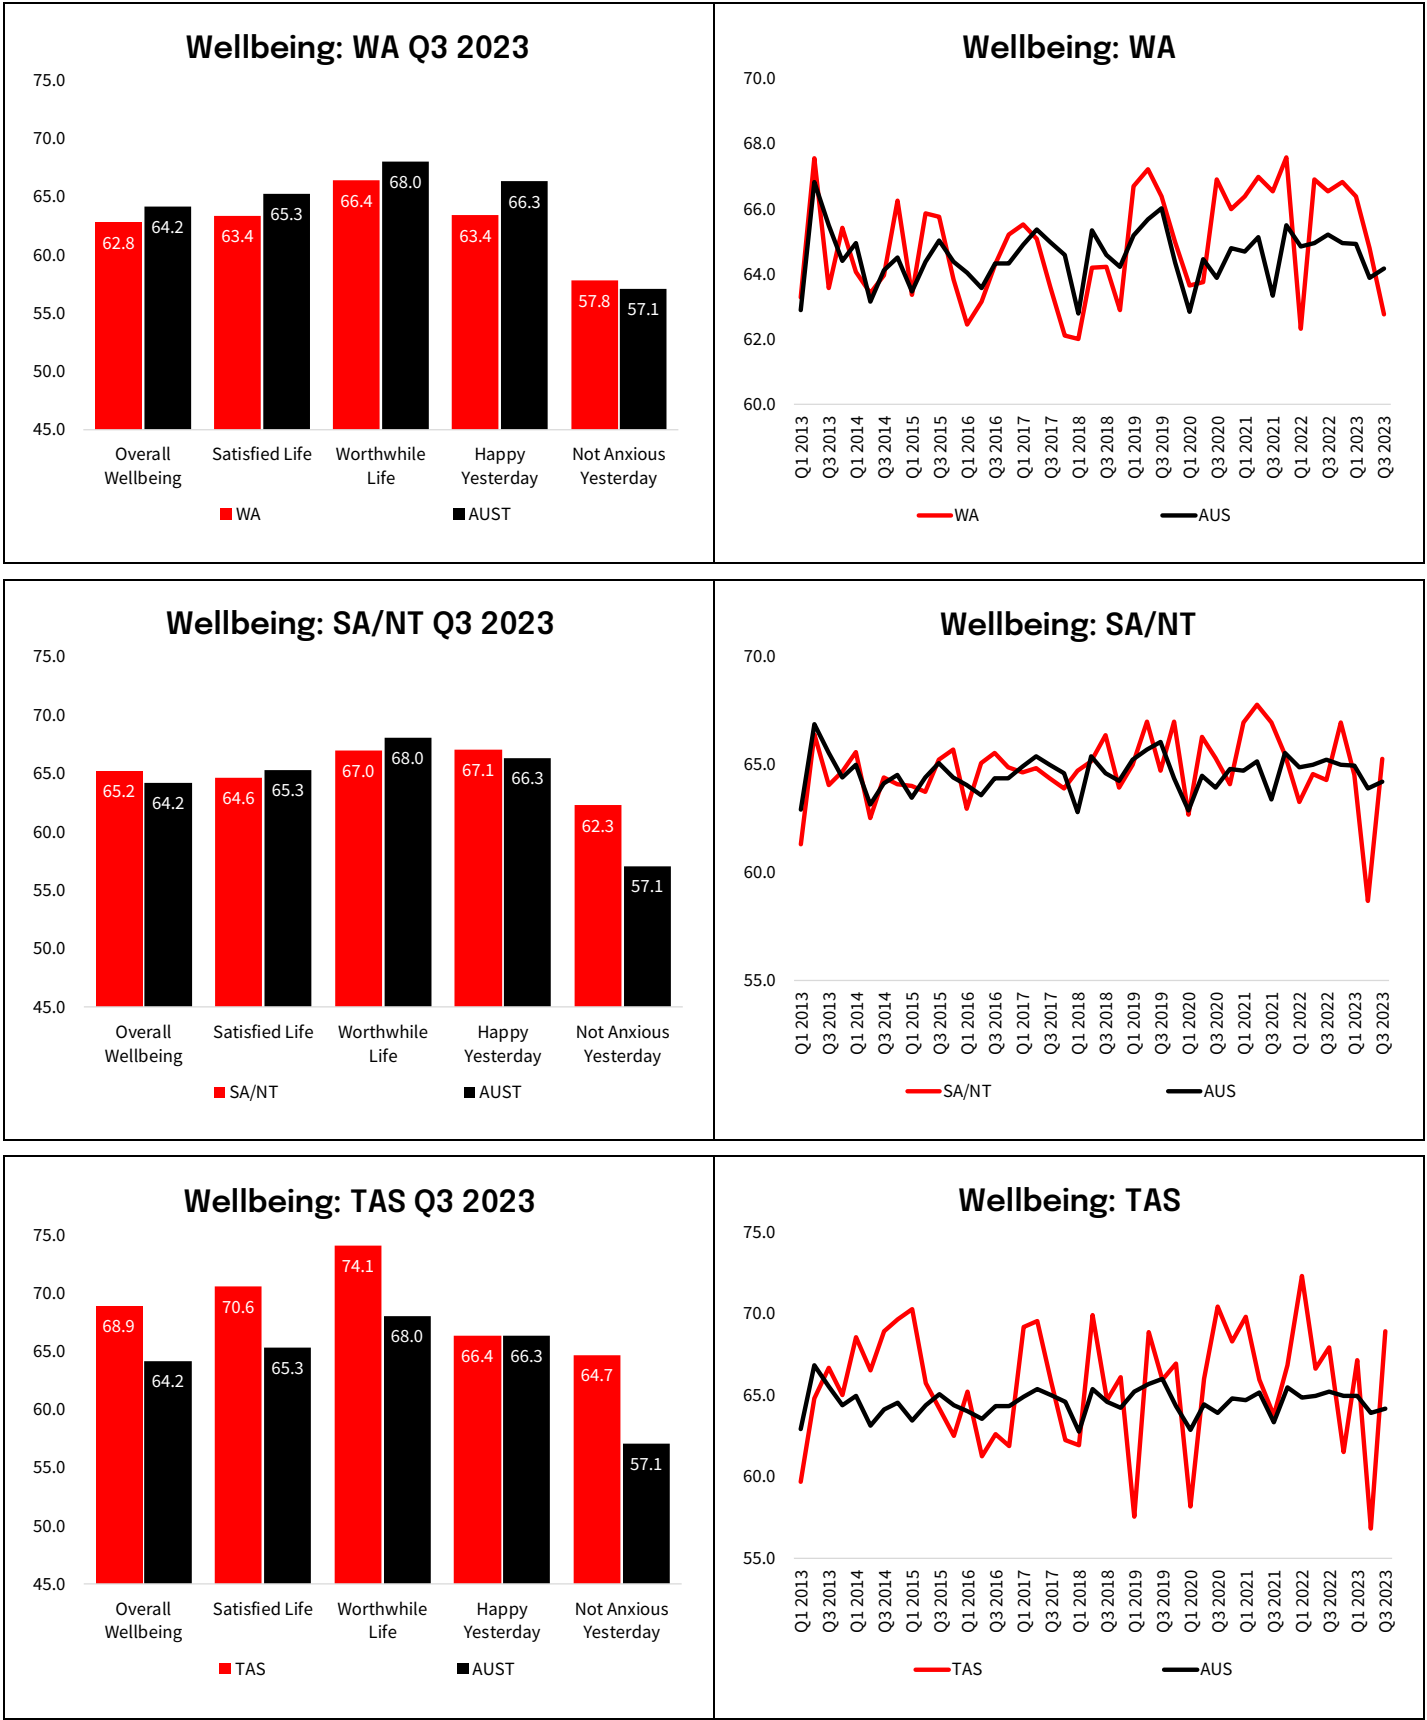 Wellbeing: WA Q3 2023
75.0
70.0
65.0
60.0
55.0
50.0
45.0
62.8
64.2
63.4
65.3
66.4
68.0
63.4
66.3
57.8
57.1
Overall Wellbeing
Satisfied Life
Worthwhile Life
Happy Yesterday
Not Anxious Yesterday
WA
AUST
Wellbeing: WA
70.0
68.0
66.0
64.0
62.0
60.0
Q1 2013
Q3 2013
Q1 2014
Q3 2014
Q1 2015
Q3 2015
Q1 2016
Q3 2016
Q1 2017
Q3 2017
Q1 2018
Q3 2018
Q1 2019
Q3 2019
Q1 2020
Q3 2020
Q1 2021
Q3 2021
Q1 2022
Q3 2022
Q1 2023
Q3 2023
WA
AUS
Wellbeing: SA/NT Q3 2023
75.0
70.0
65.0
60.0
55.0
50.0
45.0
65.2
64.2
64.6
65.3
67.0
68.0
67.1
66.3
62.3
57.1
Overall Wellbeing
Satisfied Life
Worthwhile Life
Happy Yesterday
Not Anxious Yesterday
SA/NT
AUST
Wellbeing: SA/NT
70.0
65.0
60.0
55.0
Q1 2013
Q3 2013
Q1 2014
Q3 2014
Q1 2015
Q3 2015
Q1 2016
Q3 2016
Q1 2017
Q3 2017
Q1 2018
Q3 2018
Q1 2019
Q3 2019
Q1 2020
Q3 2020
Q1 2021
Q3 2021
Q1 2022
Q3 2022
Q1 2023
Q3 2023
SA/NT
AUS
Wellbeing: TAS Q3 2023
75.0
70.0
65.0
60.0
55.0
50.0
45.0
68.9
64.2
70.6
65.3
74.1
68.0
66.4
66.3
64.7
57.1
Overall Wellbeing
Satisfied Life
Worthwhile Life
Happy Yesterday
Not Anxious Yesterday
TAS
AUST
Wellbeing: TAS
75.0
70.0
65.0
60.0
55.0
Q1 2013
Q3 2013
Q1 2014
Q3 2014
Q1 2015
Q3 2015
Q1 2016
Q3 2016
Q1 2017
Q3 2017
Q1 2018
Q3 2018
Q1 2019
Q3 2019
Q1 2020
Q3 2020
Q1 2021
Q3 2021
Q1 2022
Q3 2022
Q1 2023
Q3 2023
TAS
AUS